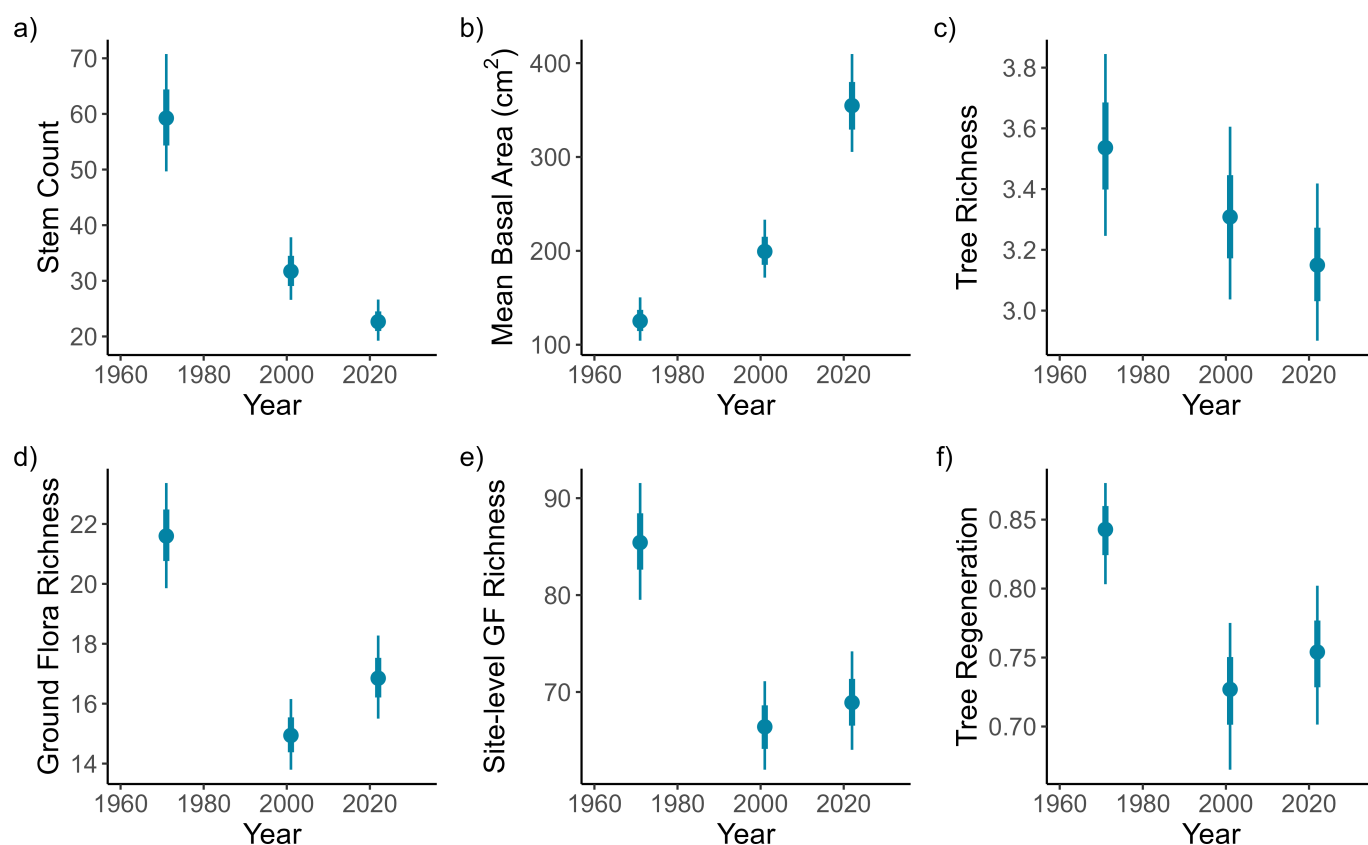 a)
Stem Count
70
60
50
40
30
20
1960 1980 2000 2020
Year
b)
Mean Basal Area (cm²)
400
300
200
100
1960 1980 2000 2020
Year
c)
Tree Richness
3.8
3.6
3.4
3.2
3.0
1960 1980 2000 2020
Year
d)
Ground Flora Richness
22
20
18
16
14
1960 1980 2000 2020
Year
e)
Site-level GF Richness
90
80
70
1960 1980 2000 2020
Year
f)
Tree Regeneration
0.85
0.80
0.75
0.70
1960 1980 2000 2020
Year